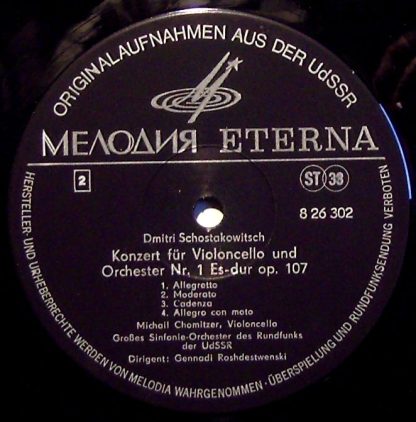 ORIGINALAUFNAHMEN AUS DER UdSSR
МЕЛОДИЯ ETERNA
2
ST 33
8 26 302
Dmitri Schostakowitsch
Konzert für Violoncello und
Orchester Nr. 1 Es-dur op. 107
1. Allegretto
2. Moderato
3. Cadenza
4. Allegro con moto
Michail Chomitzer, Violoncello
Großes Sinfonie-Orchester des Rundfunks
der UdSSR
Dirigent: Gennadi Roshdestwenski
HERSTELLER- UND URHEBERRECHTE WERDEN VON MELODIA WAHRGENOMMEN · ÜBERSPIELUNG UND RUNDFUNKSENDUNG VERBOTEN